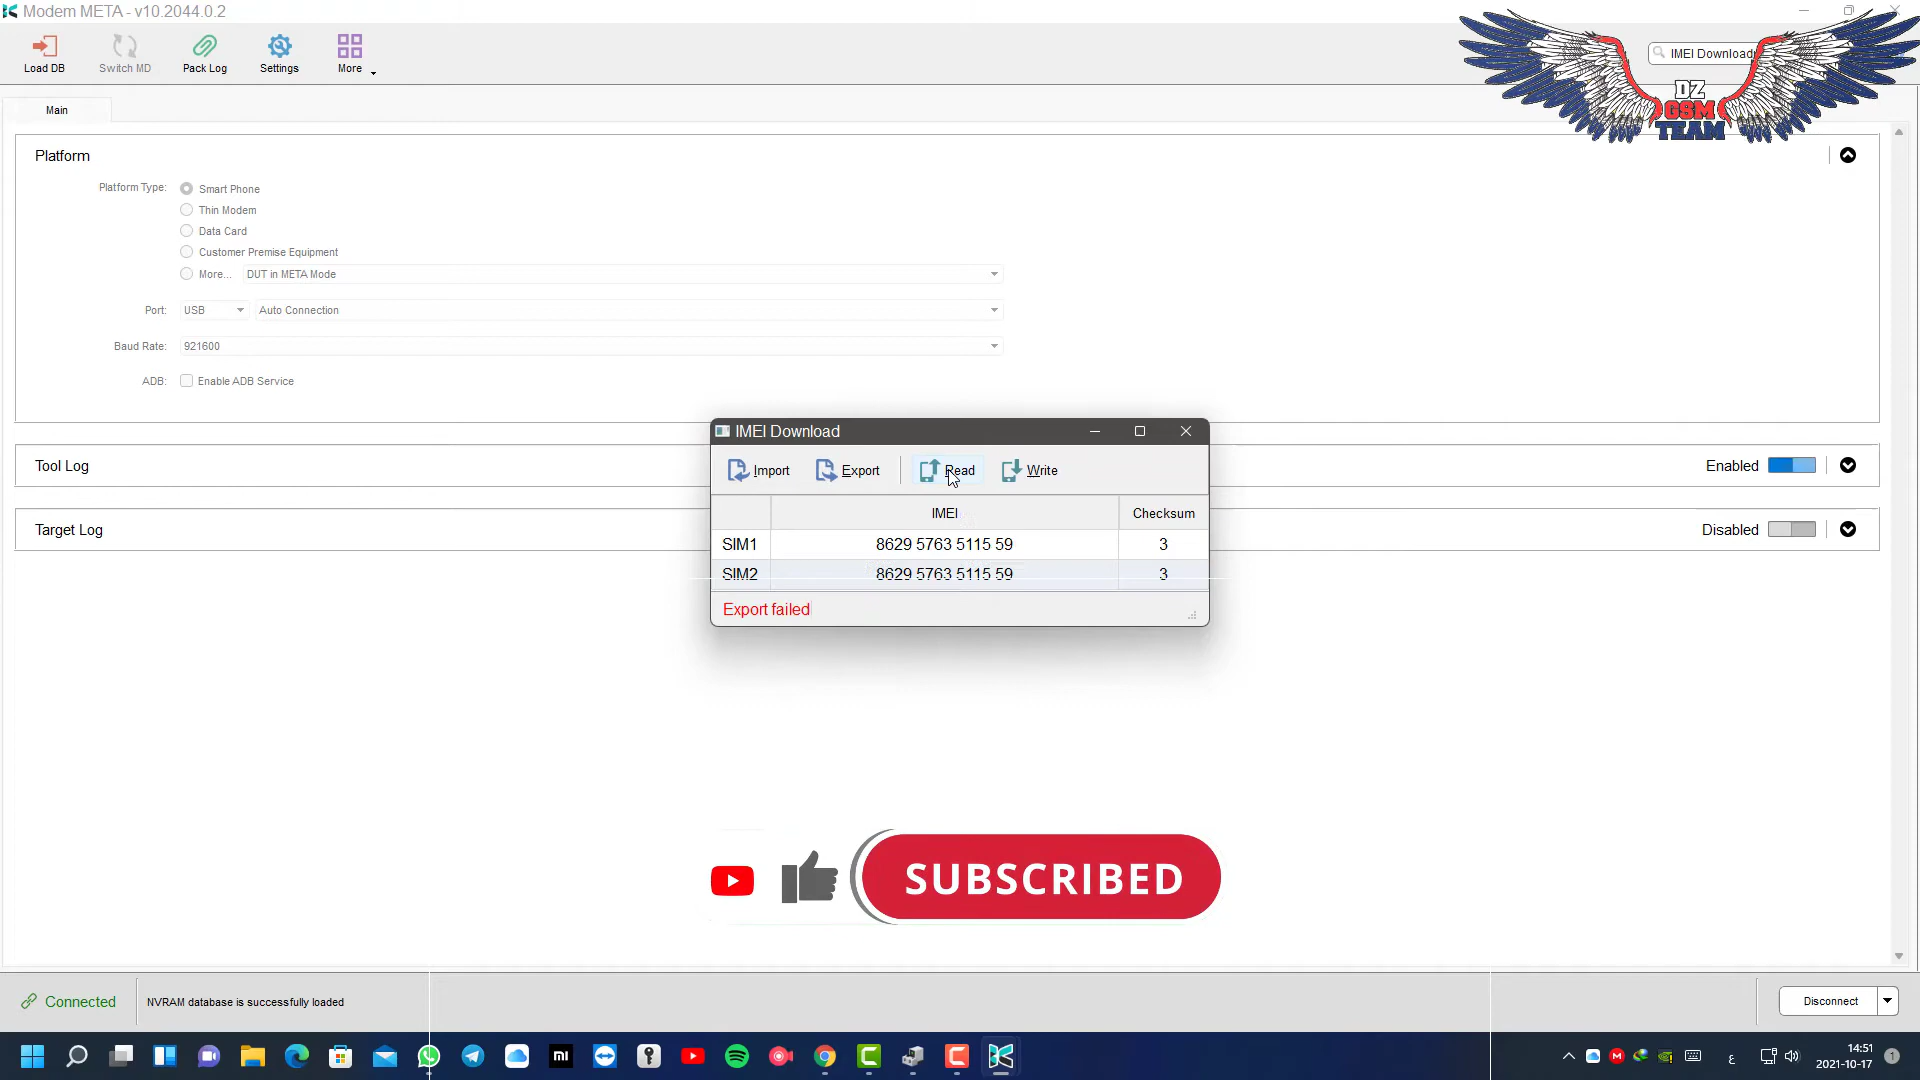 Modem META - v10.2044.0.2
Load DB
Switch MD
Pack Log
Settings
More
IMEI Download
DZ
GSM
TEAM
Main
Platform
Platform Type:
Smart Phone
Thin Modem
Data Card
Customer Premise Equipment
More...
DUT in META Mode
Port:
USB
Auto Connection
Baud Rate:
921600
ADB:
Enable ADB Service
Tool Log
Enabled
Target Log
Disabled
IMEI Download
Import
Export
Read
Write
IMEI
Checksum
SIM1
8629 5763 5115 59
3
SIM2
8629 5763 5115 59
3
Export failed
SUBSCRIBED
Connected
NVRAM database is successfully loaded
Disconnect
mi
ع
14:51
2021-10-17
1